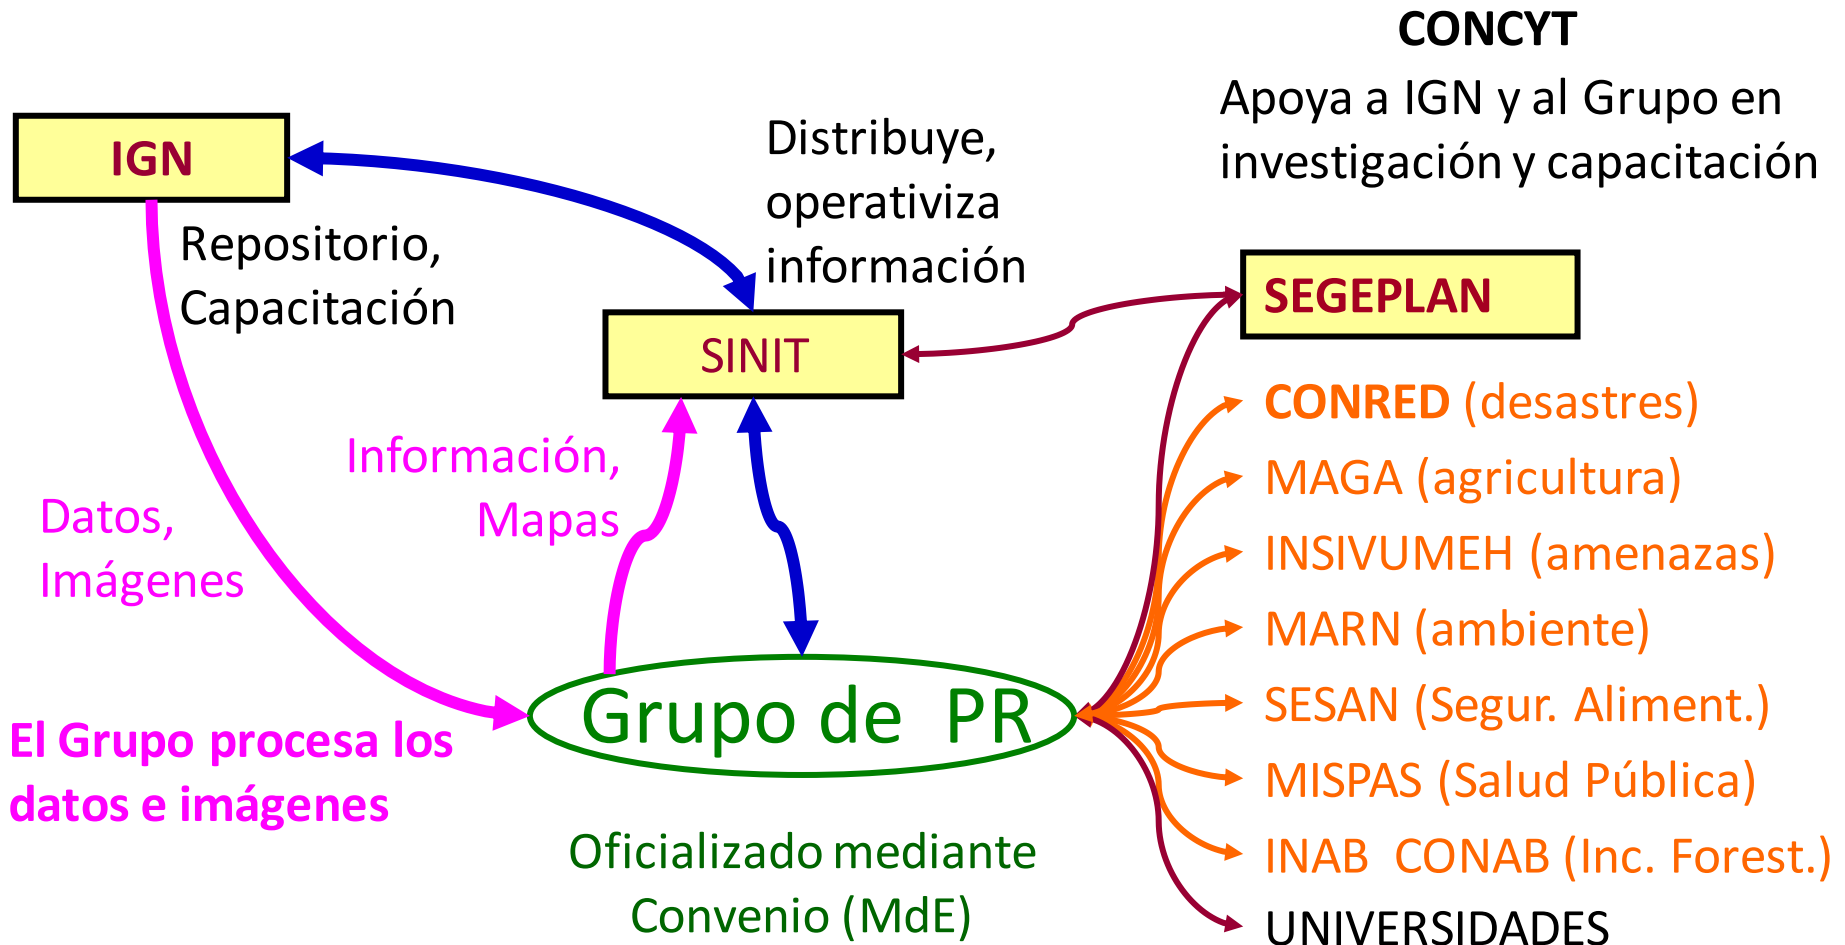 CONCYT
Apoya a IGN y al Grupo en
investigación y capacitación
IGN
Repositorio,
Capacitación
Distribuye,
operativiza
información
SEGEPLAN
SINIT
CONRED (desastres)
MAGA (agricultura)
INSIVUMEH (amenazas)
MARN (ambiente)
SESAN (Segur. Aliment.)
MISPAS (Salud Pública)
INAB  CONAB (Inc. Forest.)
UNIVERSIDADES
Información,
Mapas
Datos,
Imágenes
Grupo de  PR
El Grupo procesa los
datos e imágenes
Oficializado mediante
Convenio (MdE)